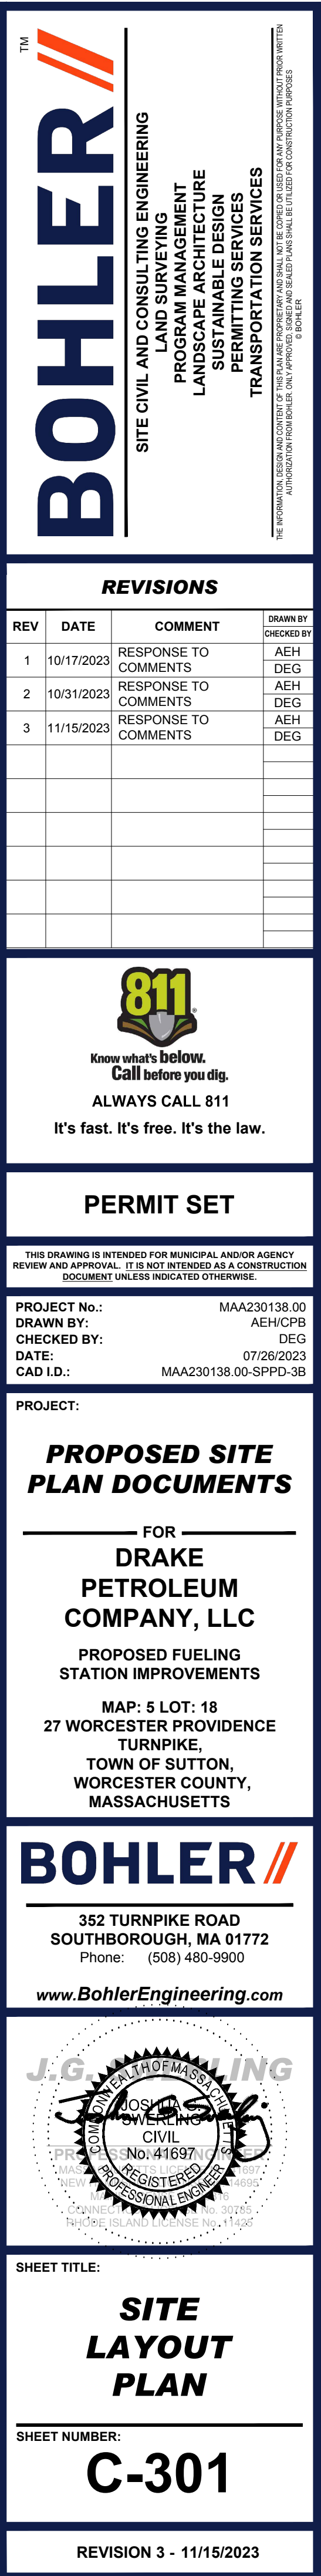 BOHLER//
TM
SITE CIVIL AND CONSULTING ENGINEERING
LAND SURVEYING
PROGRAM MANAGEMENT
LANDSCAPE ARCHITECTURE
SUSTAINABLE DESIGN
PERMITTING SERVICES
TRANSPORTATION SERVICES
THE INFORMATION, DESIGN AND CONTENT OF THIS PLAN ARE PROPRIETARY AND SHALL NOT BE COPIED OR USED FOR ANY PURPOSE WITHOUT PRIOR WRITTEN
AUTHORIZATION FROM BOHLER. ONLY APPROVED, SIGNED AND SEALED PLANS SHALL BE UTILIZED FOR CONSTRUCTION PURPOSES
© BOHLER
REVISIONS
REV DATE COMMENT DRAWN BY
CHECKED BY
1 10/17/2023 RESPONSE TO COMMENTS AEH
DEG
2 10/31/2023 RESPONSE TO COMMENTS AEH
DEG
3 11/15/2023 RESPONSE TO COMMENTS AEH
DEG
811
®
Know what's below.
Call before you dig.
ALWAYS CALL 811
It's fast. It's free. It's the law.
PERMIT SET
THIS DRAWING IS INTENDED FOR MUNICIPAL AND/OR AGENCY
REVIEW AND APPROVAL. IT IS NOT INTENDED AS A CONSTRUCTION
DOCUMENT UNLESS INDICATED OTHERWISE.
PROJECT No.: MAA230138.00
DRAWN BY: AEH/CPB
CHECKED BY: DEG
DATE: 07/26/2023
CAD I.D.: MAA230138.00-SPPD-3B
PROJECT:
PROPOSED SITE
PLAN DOCUMENTS
FOR
DRAKE
PETROLEUM
COMPANY, LLC
PROPOSED FUELING
STATION IMPROVEMENTS
MAP: 5 LOT: 18
27 WORCESTER PROVIDENCE
TURNPIKE,
TOWN OF SUTTON,
WORCESTER COUNTY,
MASSACHUSETTS
BOHLER//
352 TURNPIKE ROAD
SOUTHBOROUGH, MA 01772
Phone: (508) 480-9900
www.BohlerEngineering.com
J.G.
COMMONWEALTH OF MASSACHUSETTS
JOSHUA G.
SWERLING
CIVIL
No. 41697
REGISTERED
PROFESSIONAL ENGINEER
No. 30785
RHODE ISLAND LICENSE No. 11425
SHEET TITLE:
SITE
LAYOUT
PLAN
SHEET NUMBER:
C-301
REVISION 3 - 11/15/2023